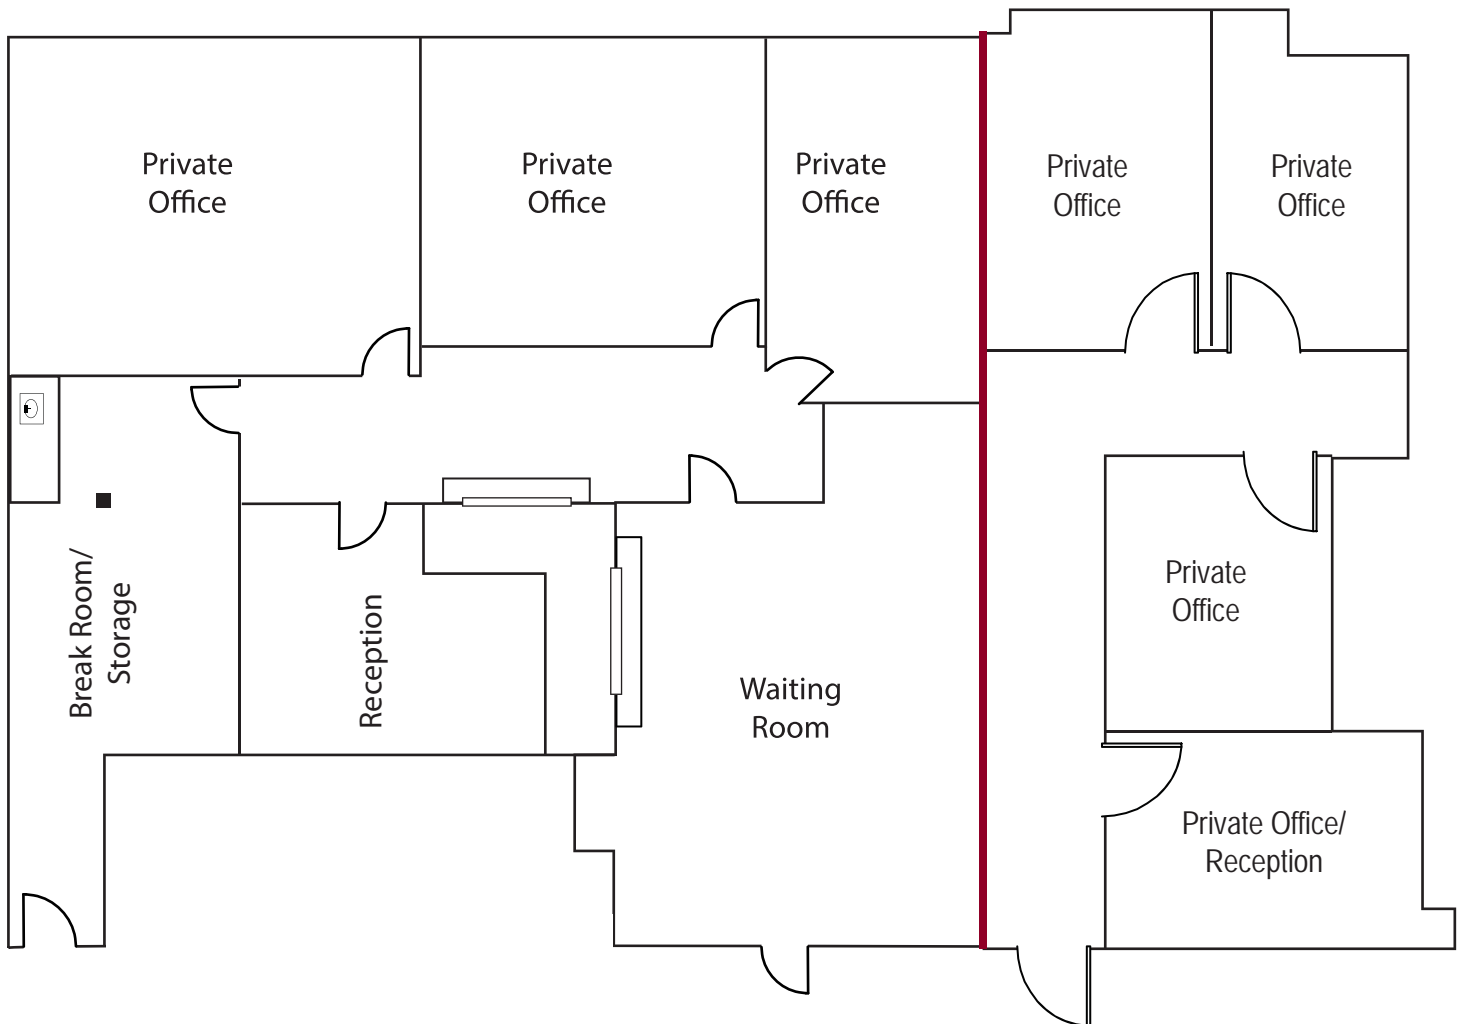 Private
Office
Private
Office
Private
Office
Private
Office
Private
Office
Private
Office
Break Room/
Storage
Reception
Waiting
Room
Private Office/
Reception